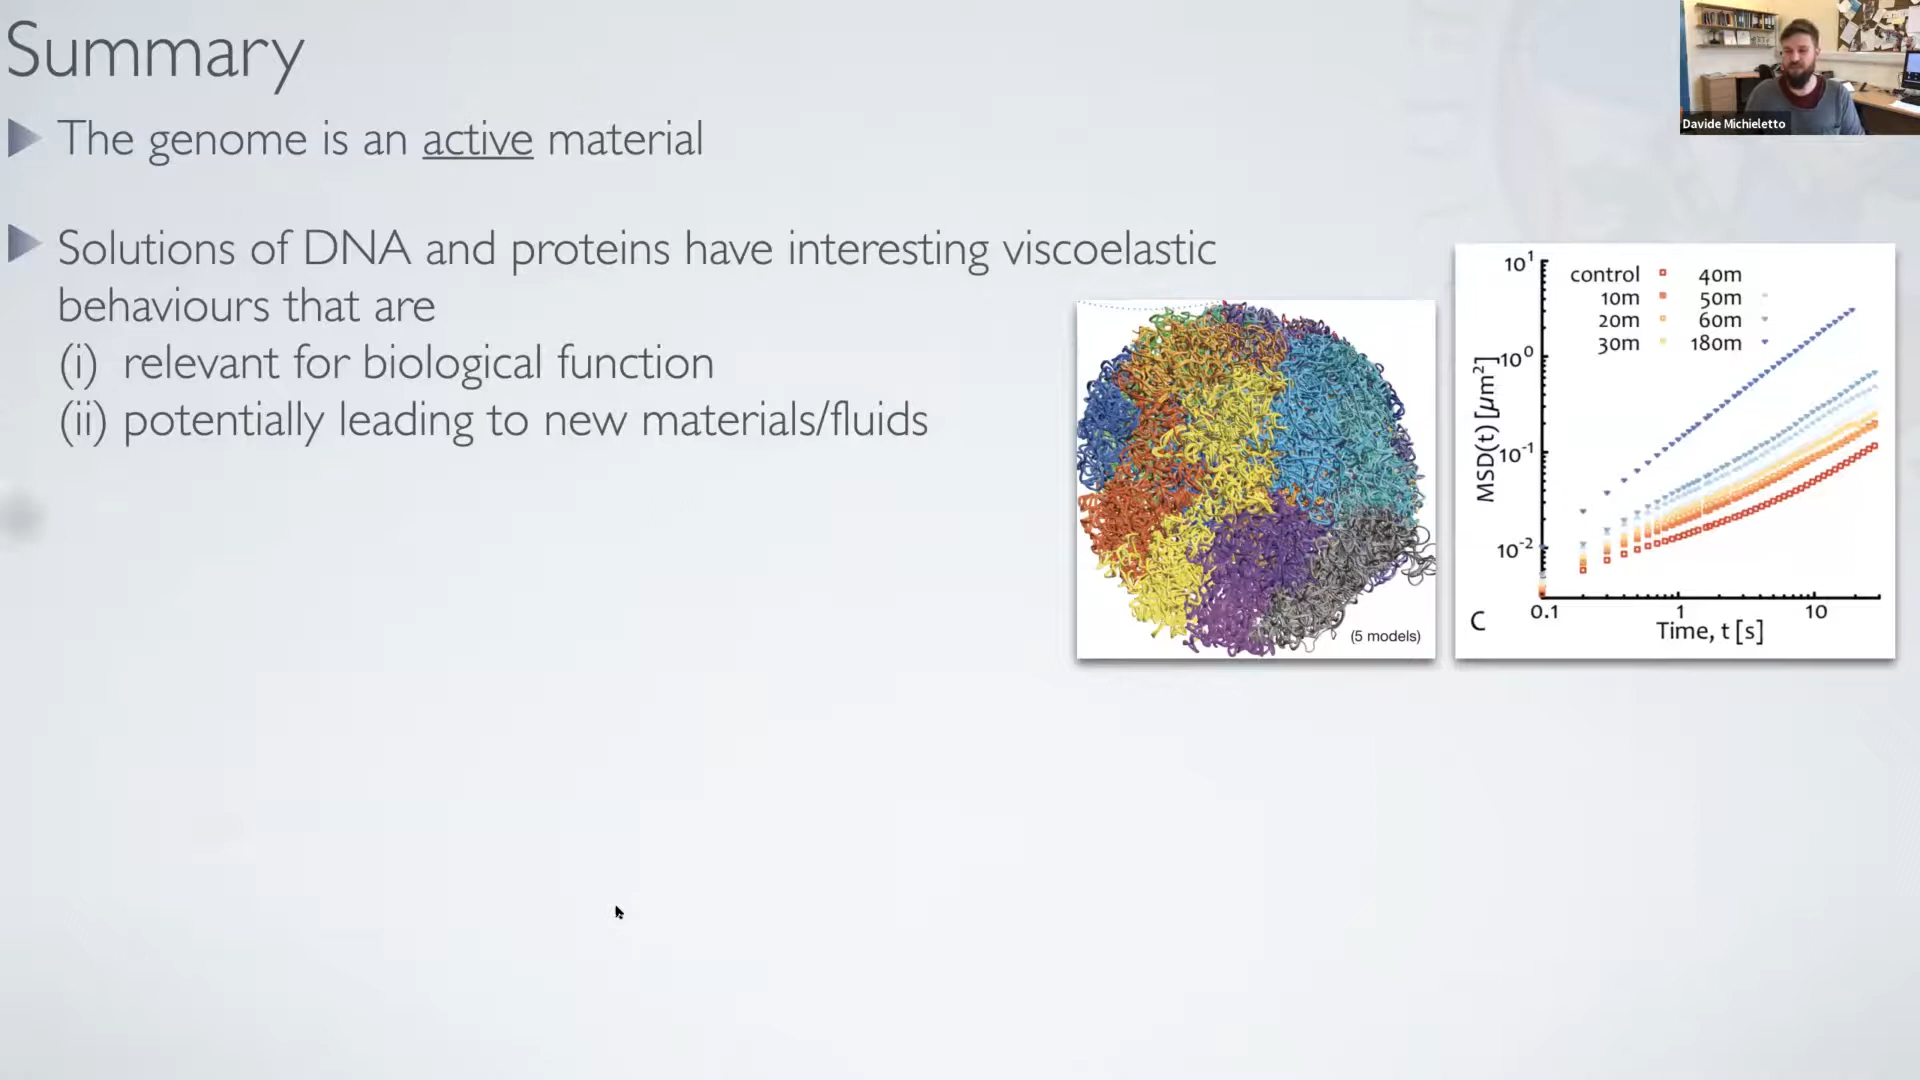 Summary
The genome is an active material
Solutions of DNA and proteins have interesting viscoelastic
behaviours that are
(i) relevant for biological function
(ii) potentially leading to new materials/fluids
Davide Michieletto
(5 models)
10¹
10⁰
10⁻¹
10⁻²
MSD(t) [µm²]
control 40m
10m 50m
20m 60m
30m 180m
0.1 1 10
Time, t [s]
C